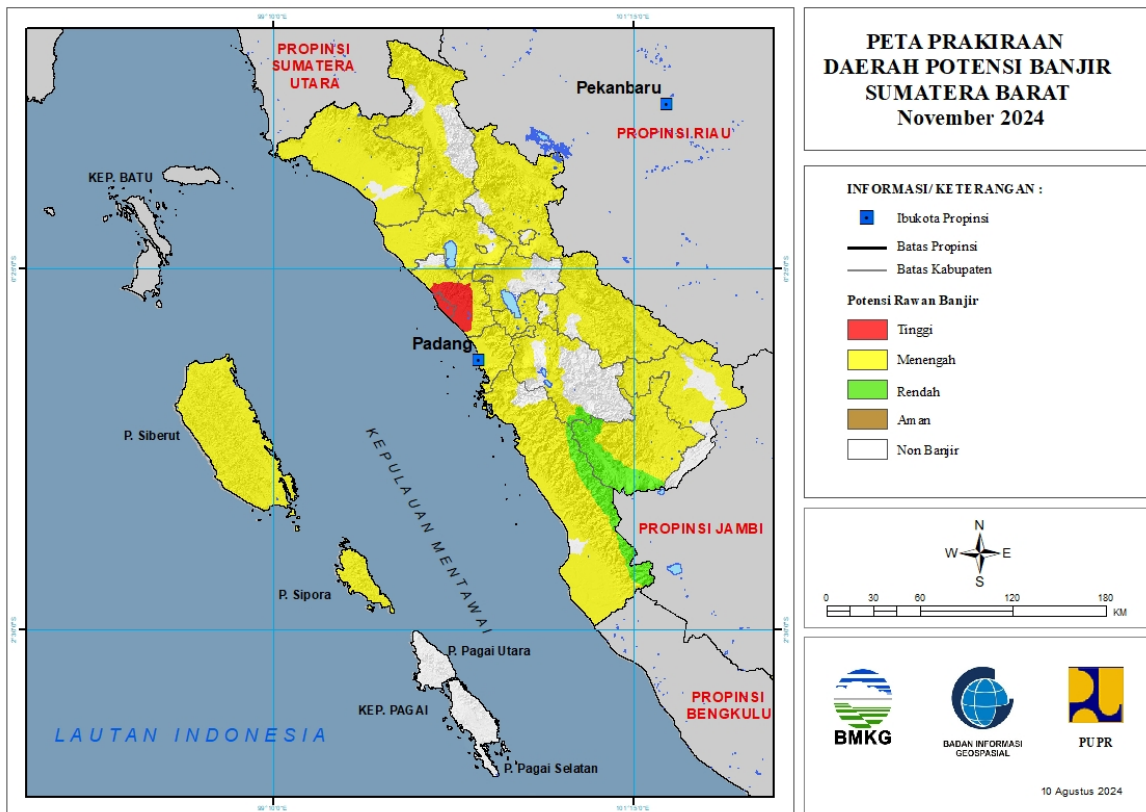 PETA PRAKIRAAN
DAERAH POTENSI BANJIR
SUMATERA BARAT
November 2024
INFORMASI/ KETERANGAN :
Ibukota Propinsi
Batas Propinsi
Batas Kabupaten
Potensi Rawan Banjir
Tinggi
Menengah
Rendah
Aman
Non Banjir
N
W E
S
0 30 60 120 180
KM
BMKG
BADAN INFORMASI
GEOSPASIAL
PUPR
10 Agustus 2024
PROPINSI
SUMATERA
UTARA
Pekanbaru
PROPINSI RIAU
KEP. BATU
Padang
P. Siberut
KEPULAUAN MENTAWAI
PROPINSI JAMBI
P. Sipora
P. Pagai Utara
KEP. PAGAI
PROPINSI
BENGKULU
LAUTAN INDONESIA
P. Pagai Selatan